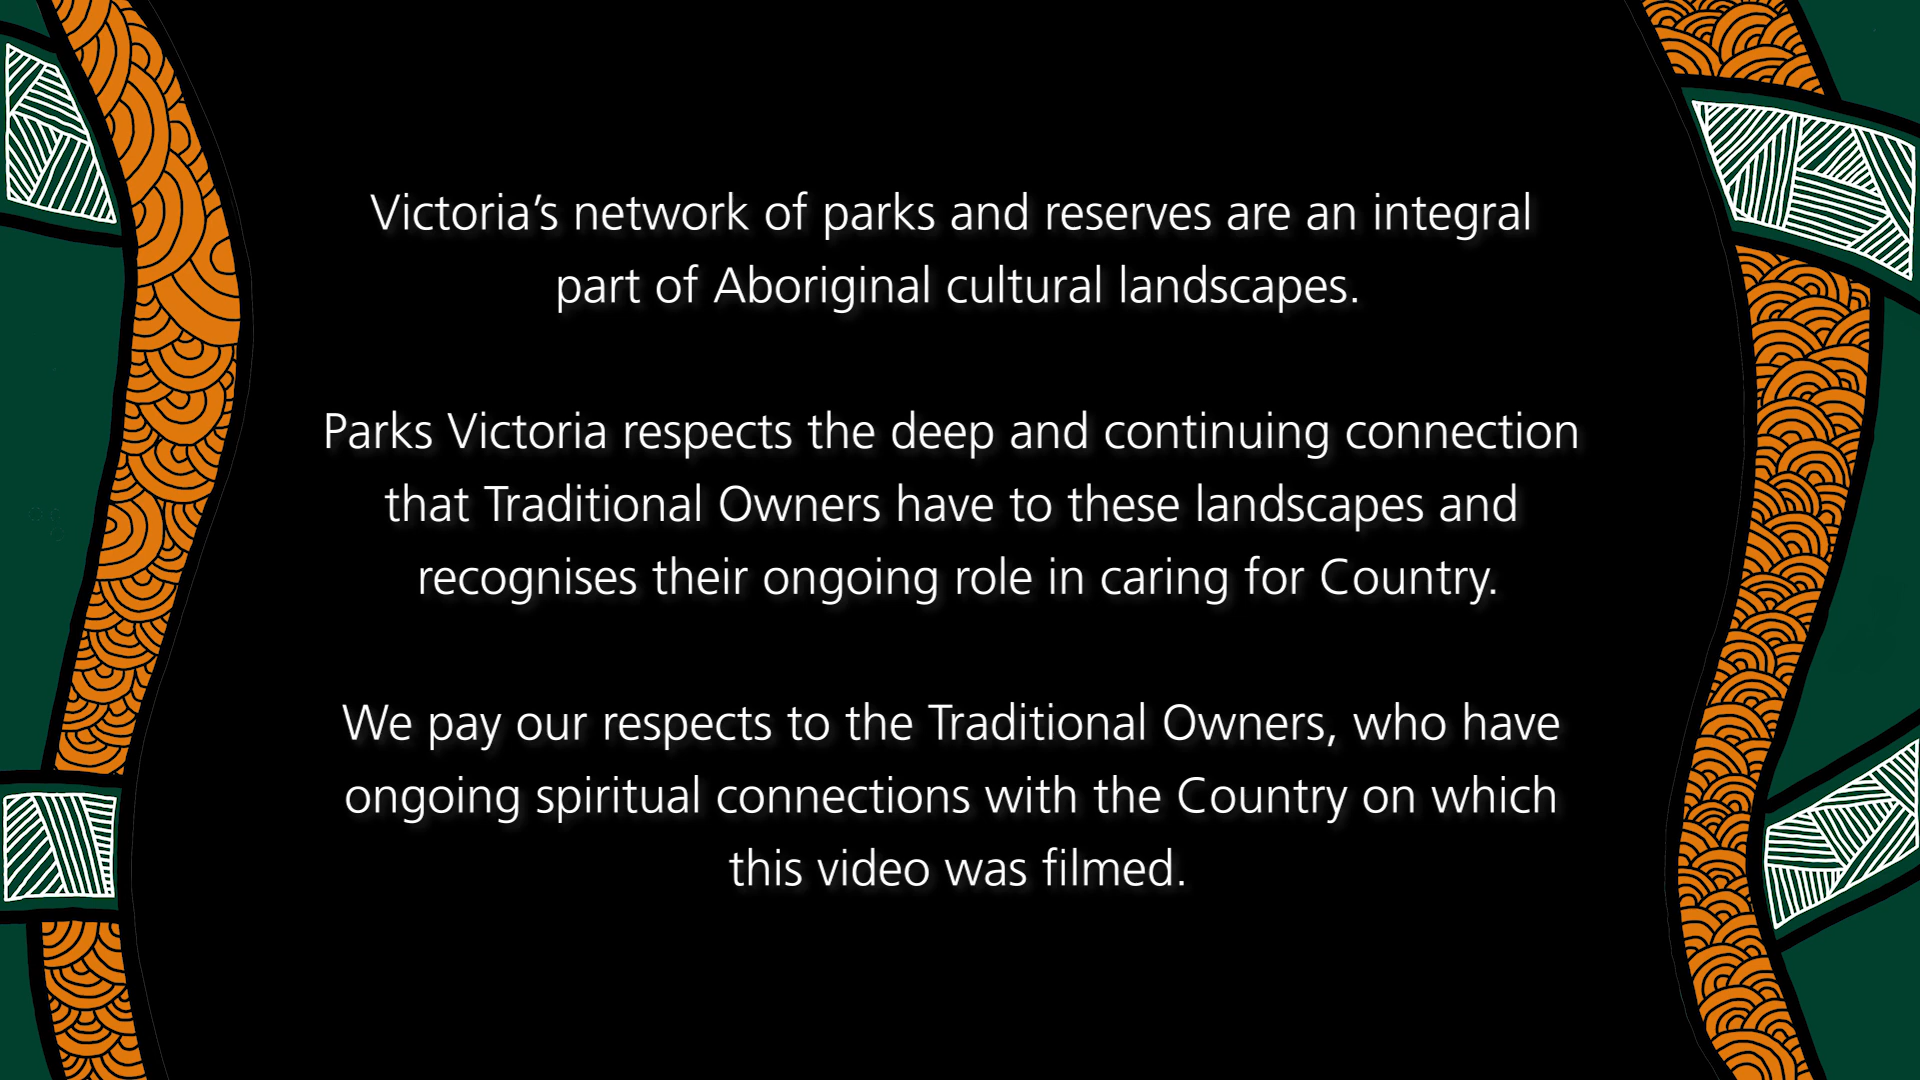 Victoria’s network of parks and reserves are an integral
part of Aboriginal cultural landscapes.
Parks Victoria respects the deep and continuing connection
that Traditional Owners have to these landscapes and
recognises their ongoing role in caring for Country.
We pay our respects to the Traditional Owners, who have
ongoing spiritual connections with the Country on which
this video was filmed.